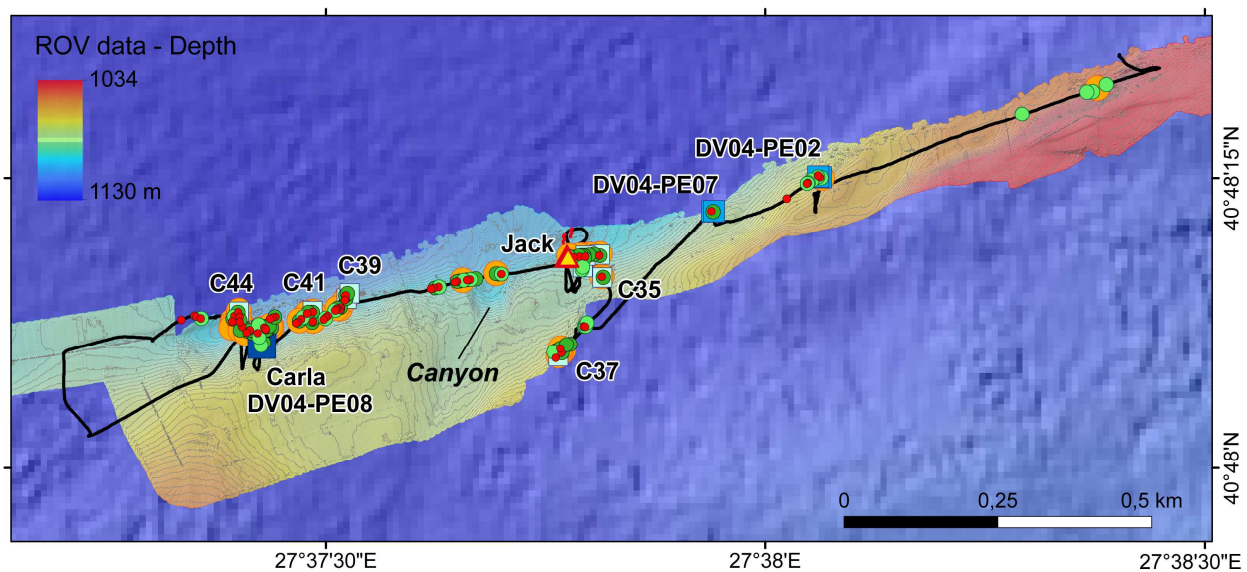 ROV data - Depth
1034
1130 m
DV04-PE02
DV04-PE07
Jack
C44
C41
C39
C35
Canyon
C37
Carla
DV04-PE08
0
0,25
0,5 km
27°37'30"E
27°38'E
27°38'30"E
40°48'15"N
40°48'N